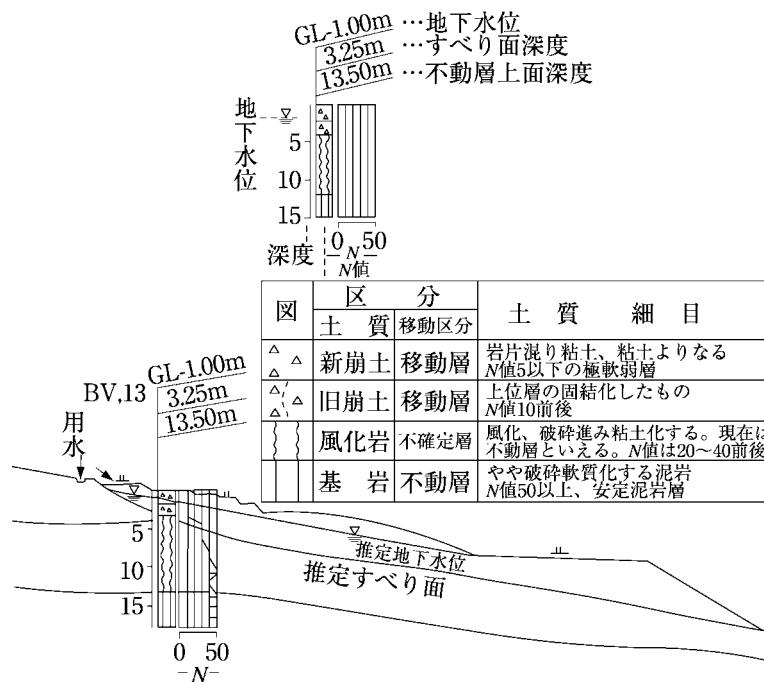 GL-1.00m …地下水位
3.25m …すべり面深度
13.50m …不動層上面深度
地下水位
5
10
15
深度
0 50
N
N値
図
区 分
土 質 細 目
土 質
移動区分
新崩土 移動層 岩片混り粘土、粘土よりなる
N値5以下の極軟弱層
旧崩土 移動層 上位層の固結化したもの
N値10前後
風化岩 不確定層 風化、破砕進み粘土化する。現在は
不動層といえる。N値は20～40前後
基 岩 不動層 やや破砕軟質化する泥岩
N値50以上、安定泥岩層
BV,13
GL-1.00m
3.25m
13.50m
用水
5
10
15
0 50
N
推定地下水位
推定すべり面